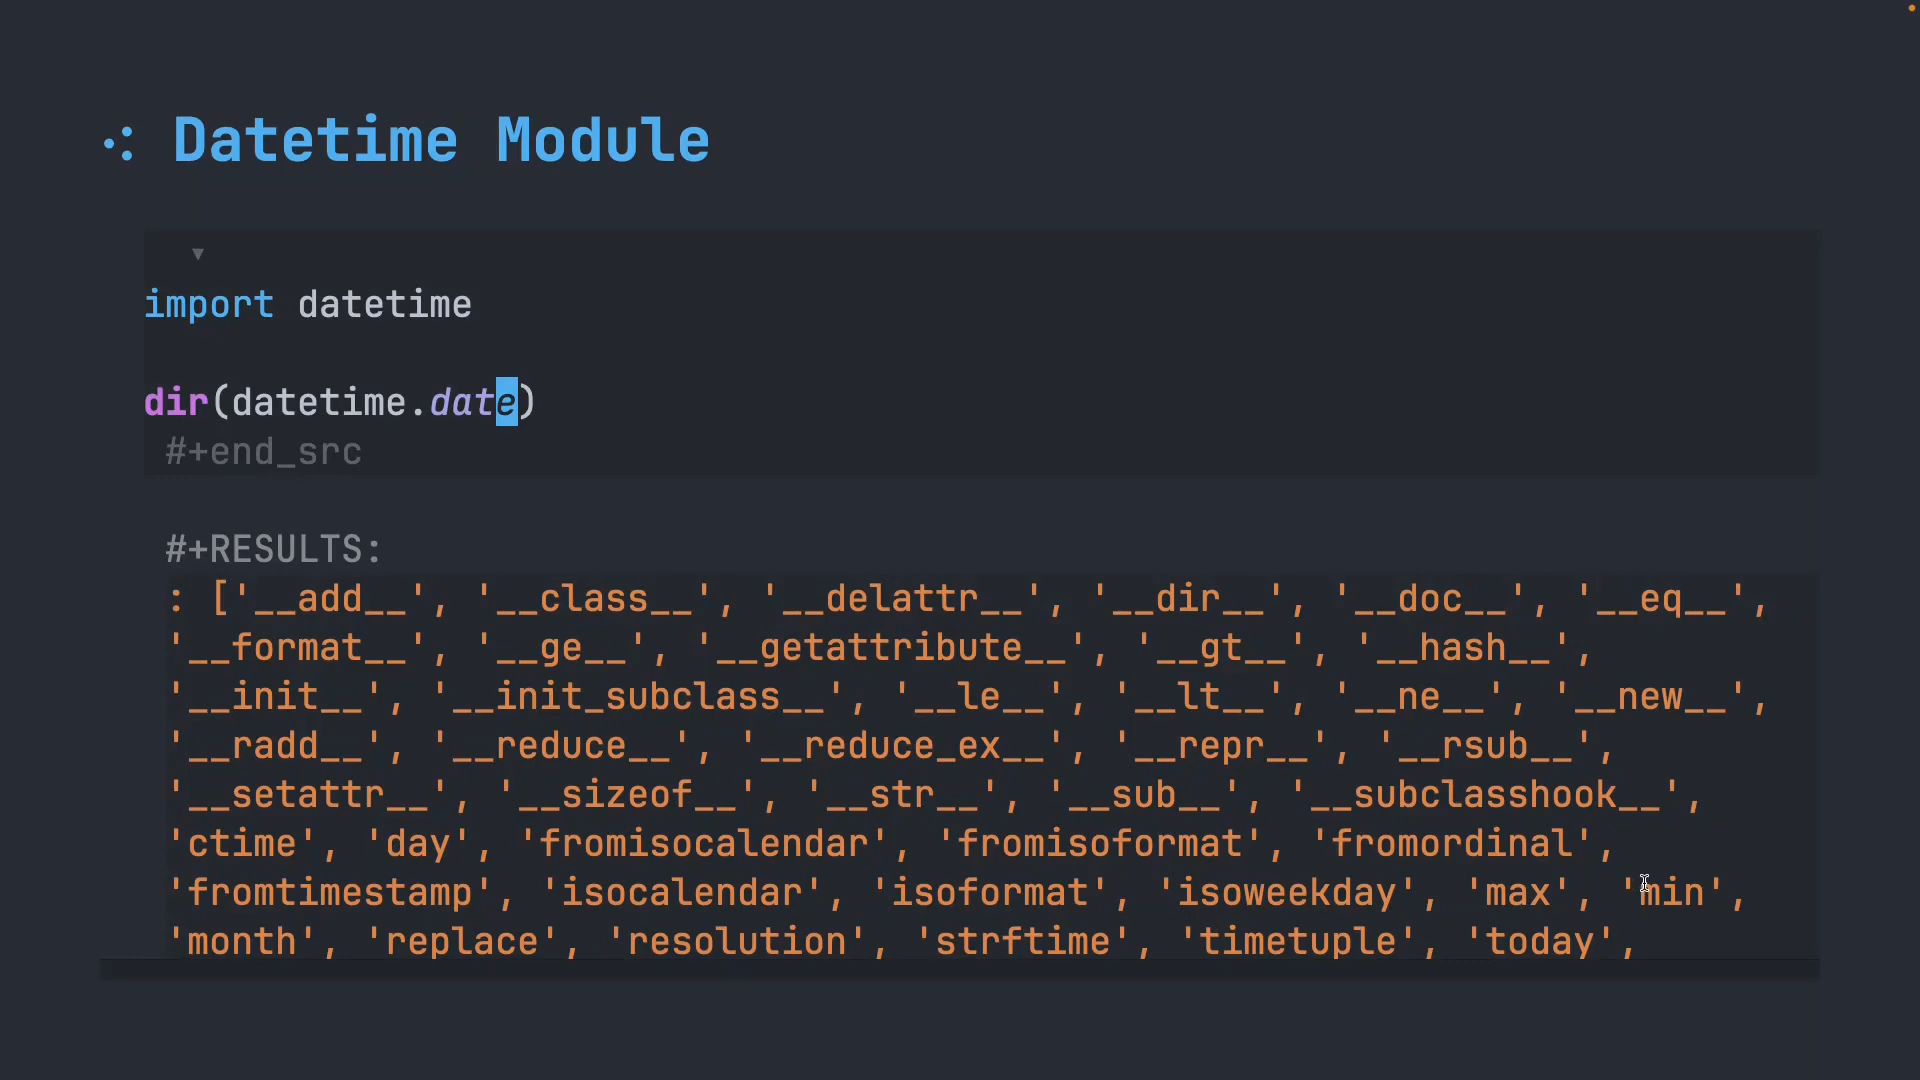 Datetime Module
import datetime
dir(datetime.date)
#+end_src
#+RESULTS:
: ['__add__', '__class__', '__delattr__', '__dir__', '__doc__', '__eq__',
'__format__', '__ge__', '__getattribute__', '__gt__', '__hash__',
'__init__', '__init_subclass__', '__le__', '__lt__', '__ne__', '__new__',
'__radd__', '__reduce__', '__reduce_ex__', '__repr__', '__rsub__',
'__setattr__', '__sizeof__', '__str__', '__sub__', '__subclasshook__',
'ctime', 'day', 'fromisocalendar', 'fromisoformat', 'fromordinal',
'fromtimestamp', 'isocalendar', 'isoformat', 'isoweekday', 'max', 'min',
'month', 'replace', 'resolution', 'strftime', 'timetuple', 'today',